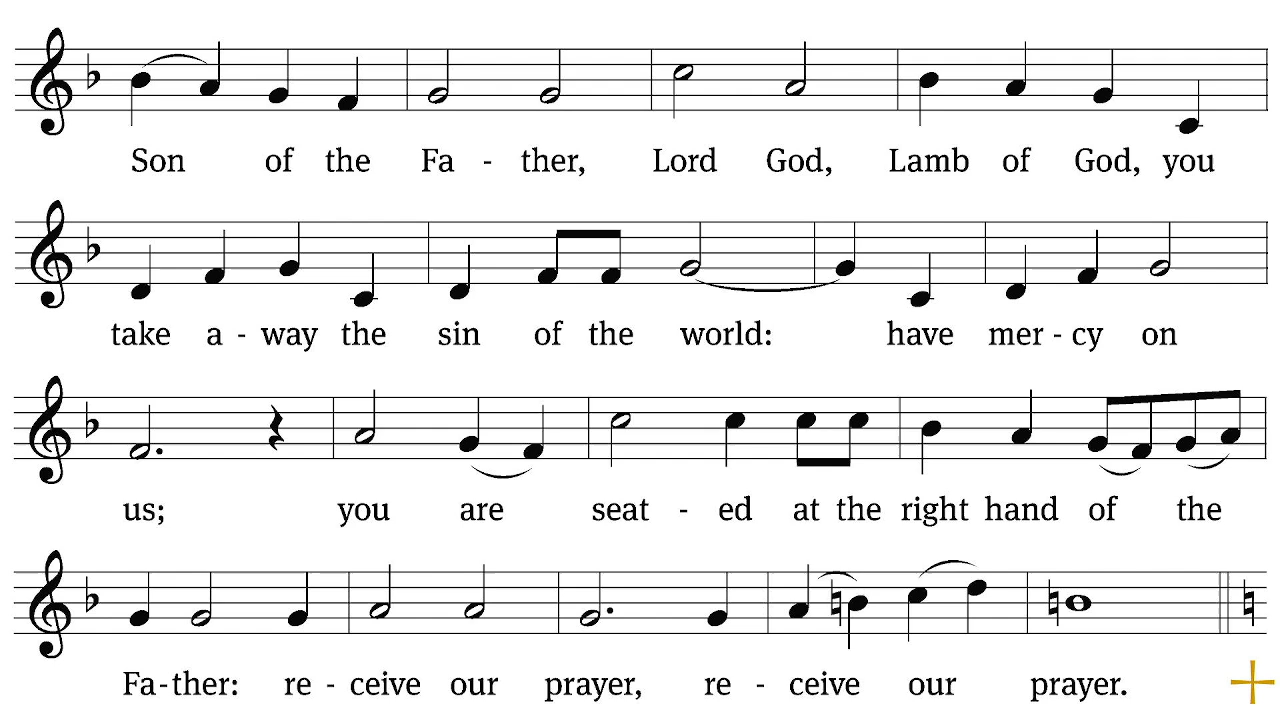 Son of the Fa - ther, Lord God, Lamb of God, you
take a - way the sin of the world: have mer - cy on
us; you are seat - ed at the right hand of the
Fa - ther: re - ceive our prayer, re - ceive our prayer.